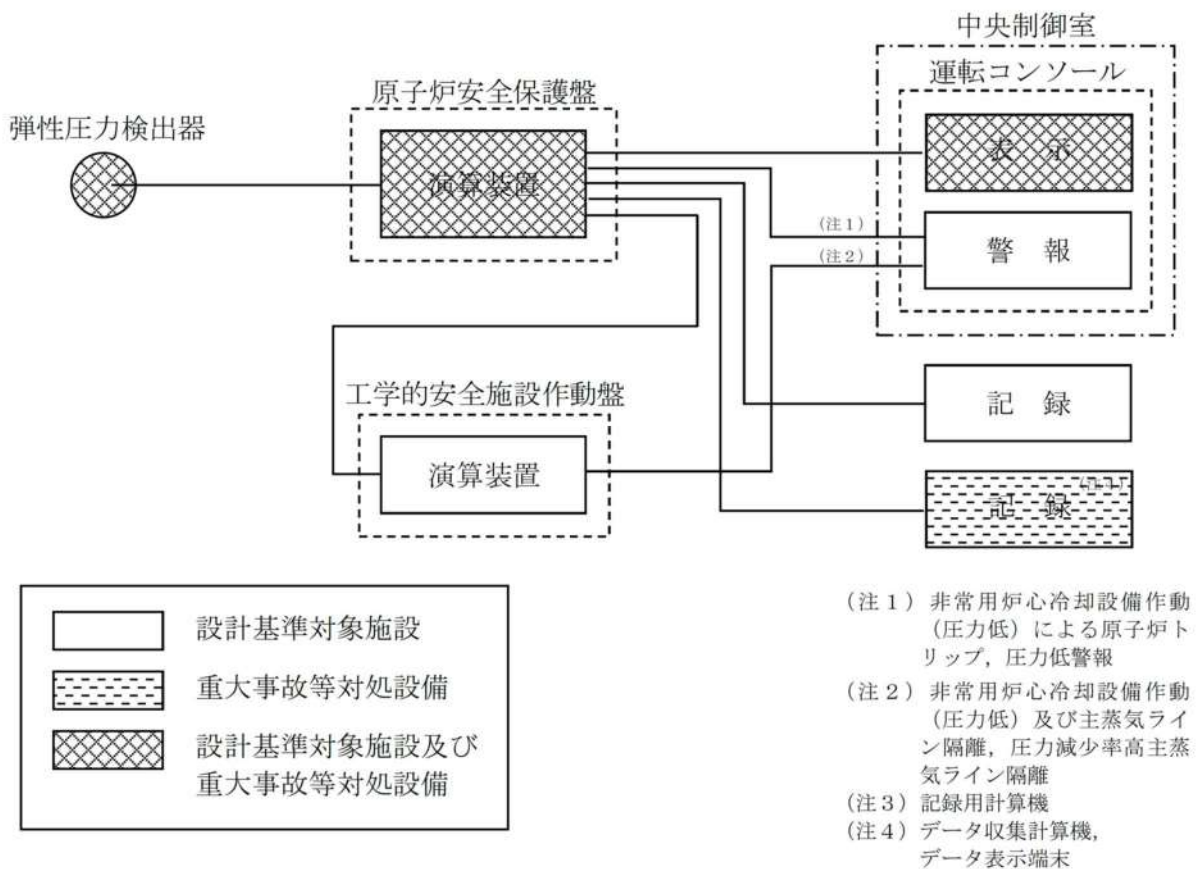 中央制御室
運転コンソール
原子炉安全保護盤
弾性圧力検出器
演算装置
表　示
(注1)
警　報
(注2)
記　録
工学的安全施設作動盤
演算装置
(注4)
記　録
設計基準対象施設
重大事故等対処設備
設計基準対象施設及び
重大事故等対処設備
(注1) 非常用炉心冷却設備作動
(圧力低) による原子炉ト
リップ，圧力低警報
(注2) 非常用炉心冷却設備作動
(圧力低) 及び主蒸気ライ
ン隔離，圧力減少率高主蒸
気ライン隔離
(注3) 記録用計算機
(注4) データ収集計算機，
データ表示端末